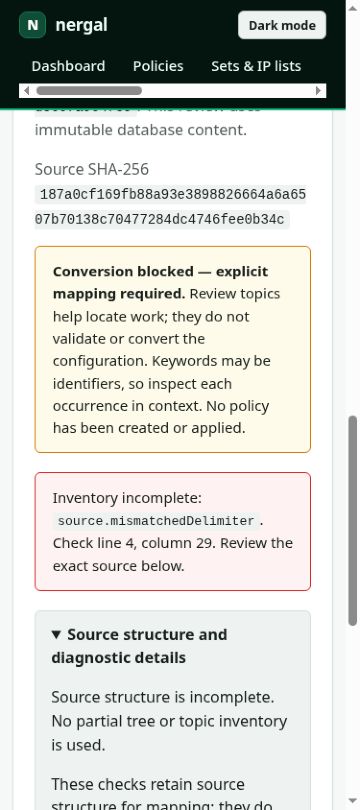 N nergal
Dark mode
Dashboard Policies Sets & IP lists
immutable database content.
Source SHA-256
187a0cf169fb88a93e3898826664a6a65
07b70138c70477284dc4746fee0b34c
Conversion blocked — explicit
mapping required. Review topics
help locate work; they do not
validate or convert the
configuration. Keywords may be
identifiers, so inspect each
occurrence in context. No policy
has been created or applied.
Inventory incomplete:
source.mismatchedDelimiter.
Check line 4, column 29. Review the
exact source below.
▼ Source structure and
diagnostic details
Source structure is incomplete.
No partial tree or topic inventory
is used.
These checks retain source
structure for mapping; they do